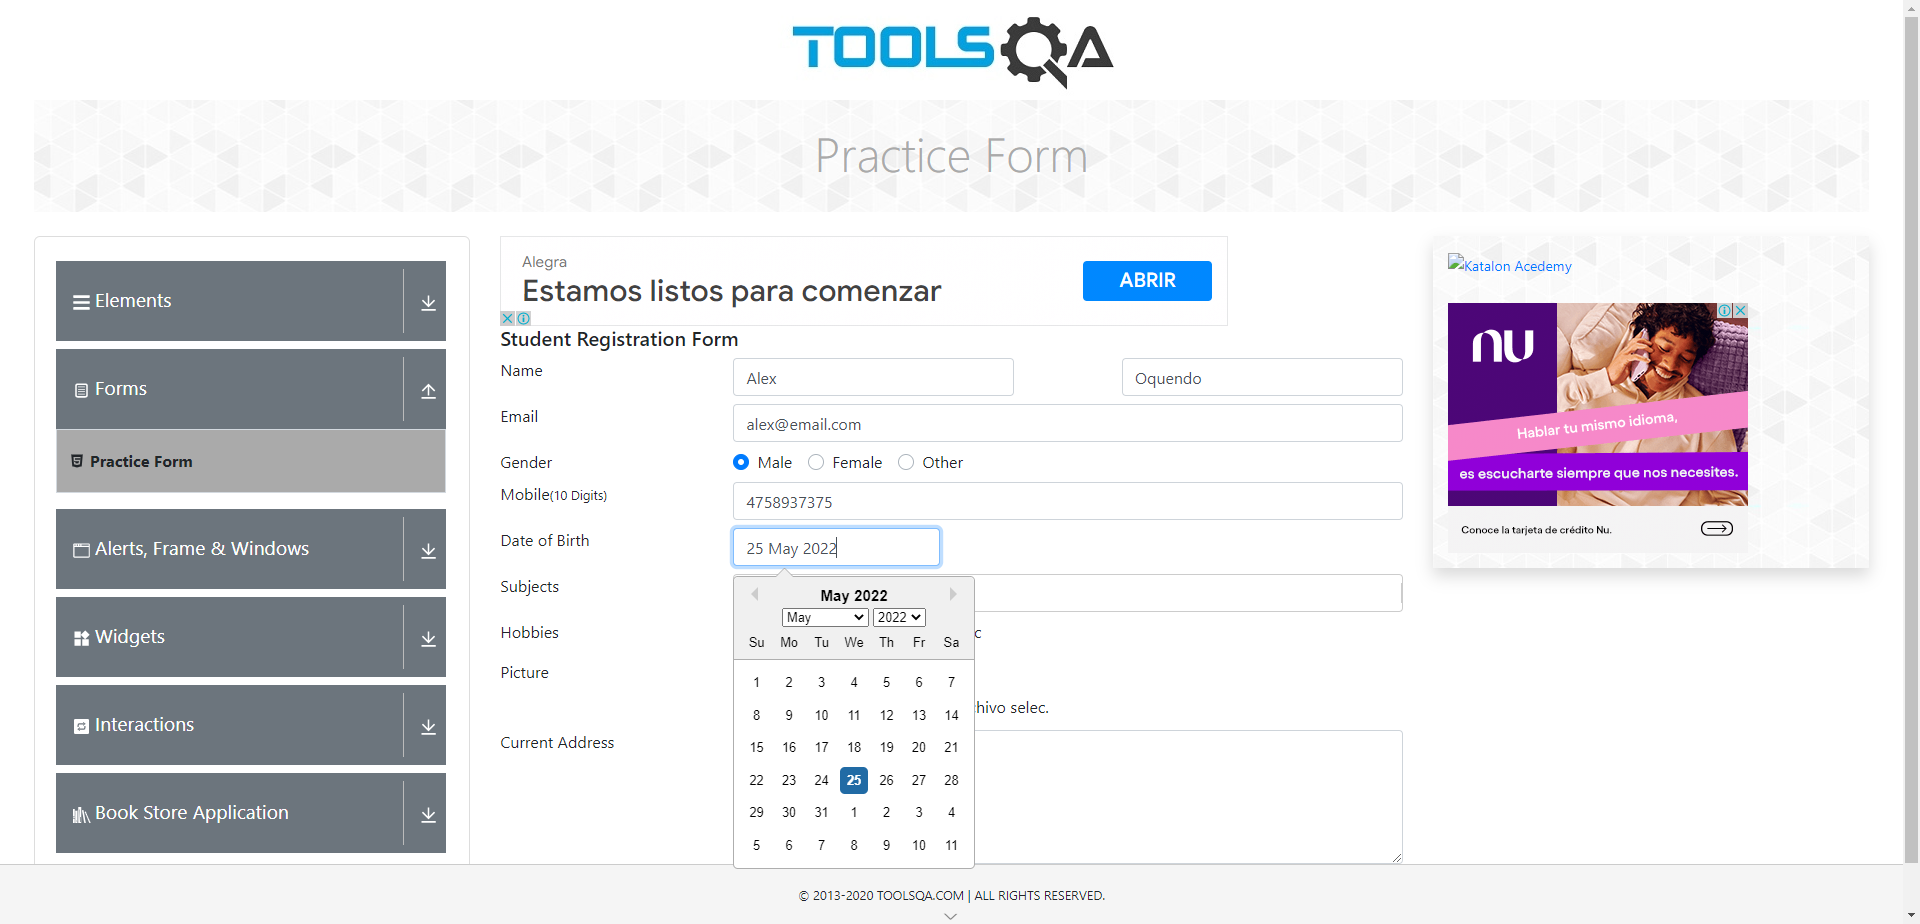 TOOLSQA
Practice Form
Elements
Forms
Practice Form
Alerts, Frame & Windows
Widgets
Interactions
Book Store Application
Alegra
Estamos listos para comenzar
ABRIR
Student Registration Form
Name
Alex
Oquendo
Email
alex@email.com
Gender
Male
Female
Other
Mobile(10 Digits)
4758937375
Date of Birth
25 May 2022
Subjects
Hobbies
c
Picture
hivo selec.
Current Address
May 2022
May
2022
Su Mo Tu We Th Fr Sa
1 2 3 4 5 6 7
8 9 10 11 12 13 14
15 16 17 18 19 20 21
22 23 24 25 26 27 28
29 30 31 1 2 3 4
5 6 7 8 9 10 11
Katalon Acedemy
nu
Hablar tu mismo idioma,
es escucharte siempre que nos necesites.
Conoce la tarjeta de crédito Nu.
© 2013-2020 TOOLSQA.COM | ALL RIGHTS RESERVED.